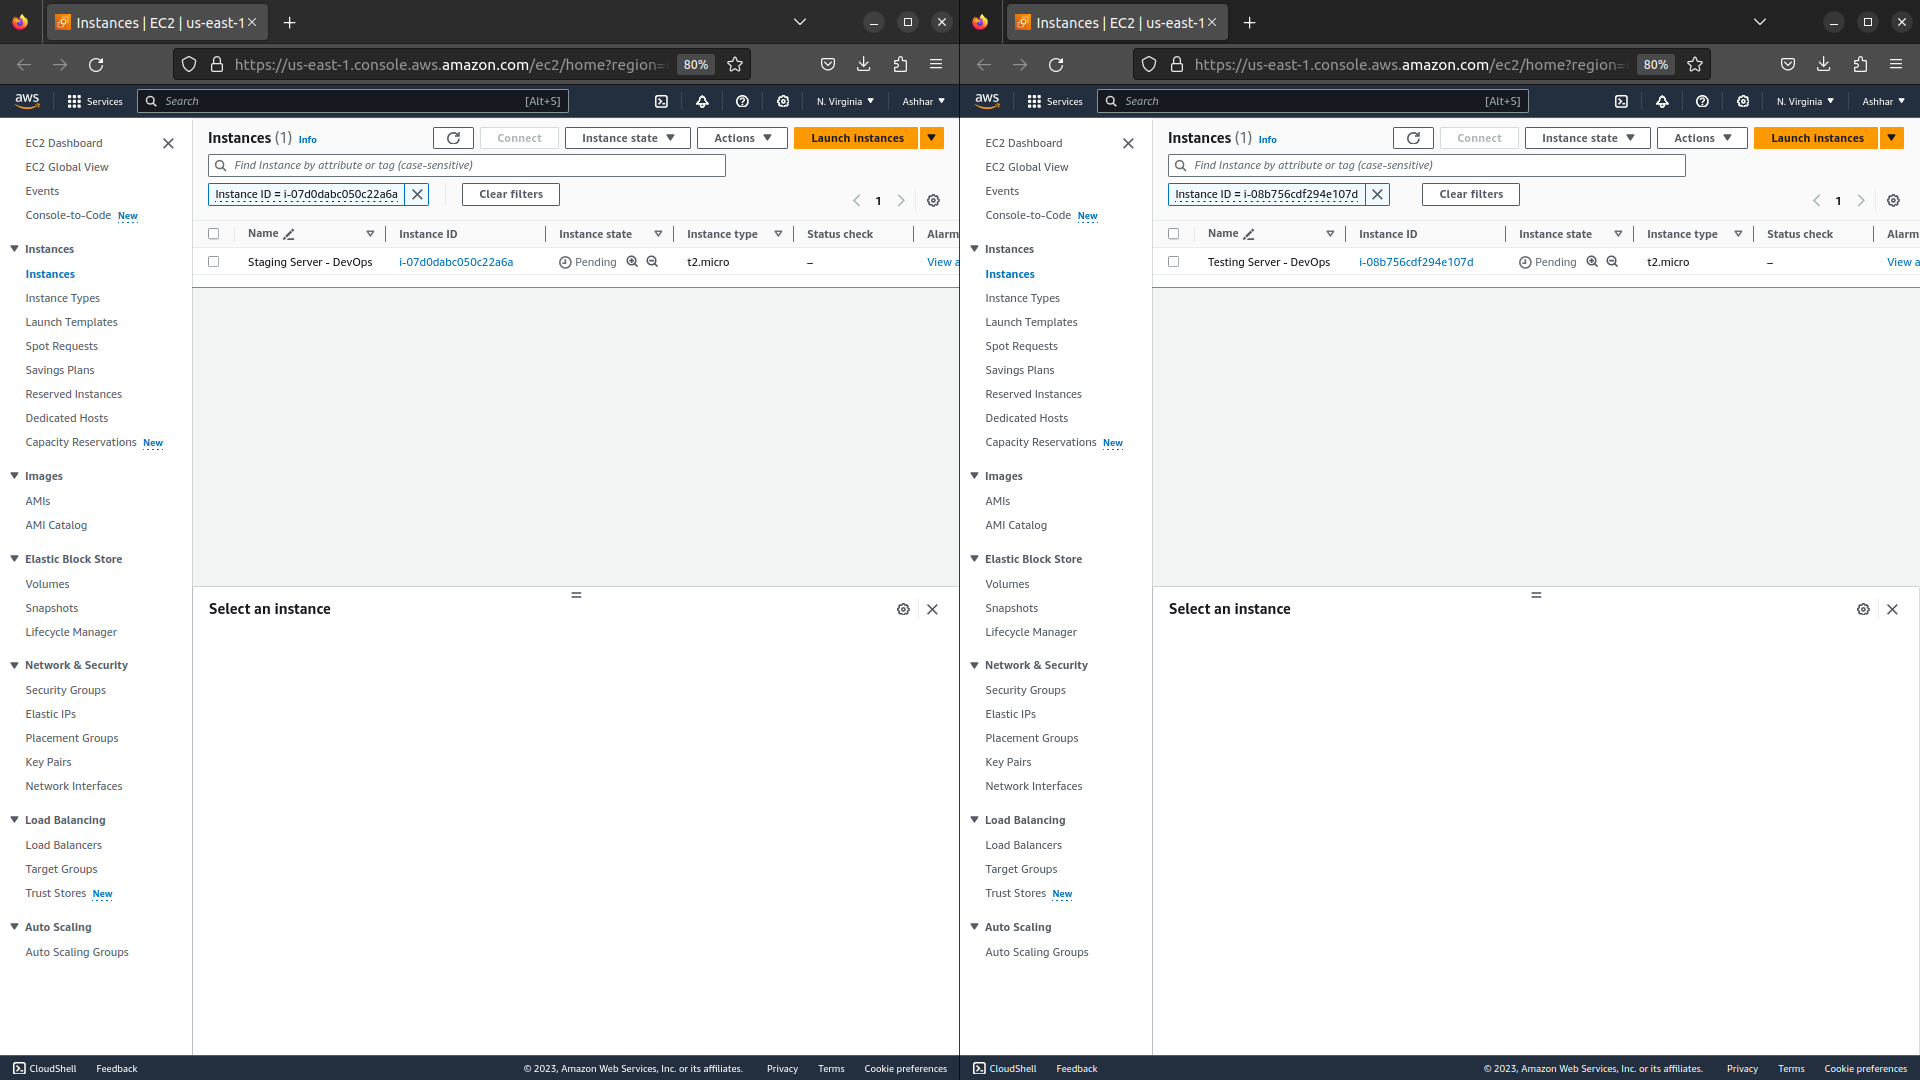 Instances | EC2 | us-east-1
https://us-east-1.console.aws.amazon.com/ec2/home?region=
80%
aws
Services
Search
[Alt+S]
N. Virginia
Ashhar
EC2 Dashboard
EC2 Global View
Events
Console-to-Code New
Instances
Instances
Instance Types
Launch Templates
Spot Requests
Savings Plans
Reserved Instances
Dedicated Hosts
Capacity Reservations New
Images
AMIs
AMI Catalog
Elastic Block Store
Volumes
Snapshots
Lifecycle Manager
Network & Security
Security Groups
Elastic IPs
Placement Groups
Key Pairs
Network Interfaces
Load Balancing
Load Balancers
Target Groups
Trust Stores New
Auto Scaling
Auto Scaling Groups
Instances (1) Info
Connect
Instance state
Actions
Launch instances
Find Instance by attribute or tag (case-sensitive)
Instance ID = i-07d0dabc050c22a6a
Clear filters
1
Name Instance ID Instance state Instance type Status check Alarm
Staging Server - DevOps i-07d0dabc050c22a6a Pending t2.micro – View a
Select an instance
CloudShell Feedback © 2023, Amazon Web Services, Inc. or its affiliates. Privacy Terms Cookie preferences
Instances | EC2 | us-east-1
https://us-east-1.console.aws.amazon.com/ec2/home?region=
80%
aws
Services
Search
[Alt+S]
N. Virginia
Ashhar
EC2 Dashboard
EC2 Global View
Events
Console-to-Code New
Instances
Instances
Instance Types
Launch Templates
Spot Requests
Savings Plans
Reserved Instances
Dedicated Hosts
Capacity Reservations New
Images
AMIs
AMI Catalog
Elastic Block Store
Volumes
Snapshots
Lifecycle Manager
Network & Security
Security Groups
Elastic IPs
Placement Groups
Key Pairs
Network Interfaces
Load Balancing
Load Balancers
Target Groups
Trust Stores New
Auto Scaling
Auto Scaling Groups
Instances (1) Info
Connect
Instance state
Actions
Launch instances
Find Instance by attribute or tag (case-sensitive)
Instance ID = i-08b756cdf294e107d
Clear filters
1
Name Instance ID Instance state Instance type Status check Alarm
Testing Server - DevOps i-08b756cdf294e107d Pending t2.micro – View a
Select an instance
CloudShell Feedback © 2023, Amazon Web Services, Inc. or its affiliates. Privacy Terms Cookie preferences